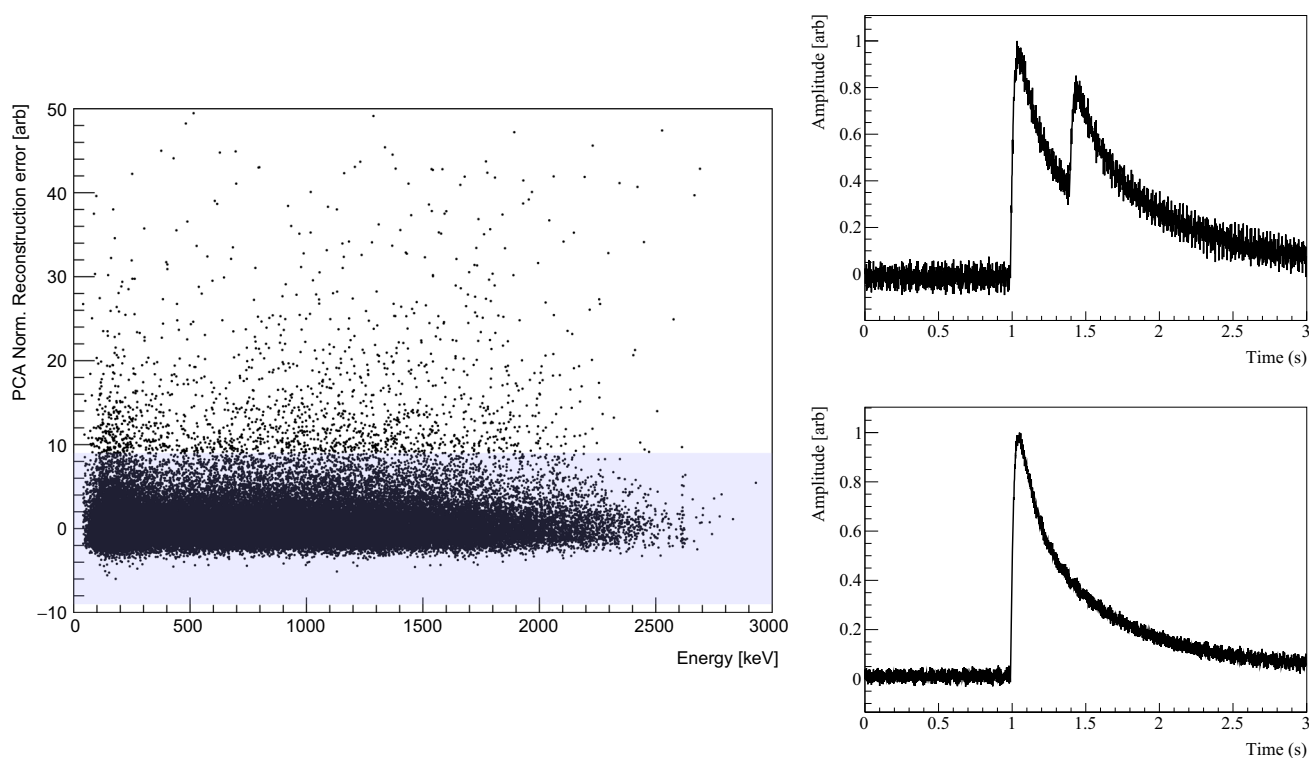 PCA Norm. Reconstruction error [arb]
50
40
30
20
10
0
−10
0 500 1000 1500 2000 2500 3000
Energy [keV]
Amplitude [arb]
1
0.8
0.6
0.4
0.2
0
0 0.5 1 1.5 2 2.5 3
Time (s)
Amplitude [arb]
1
0.8
0.6
0.4
0.2
0
0 0.5 1 1.5 2 2.5 3
Time (s)